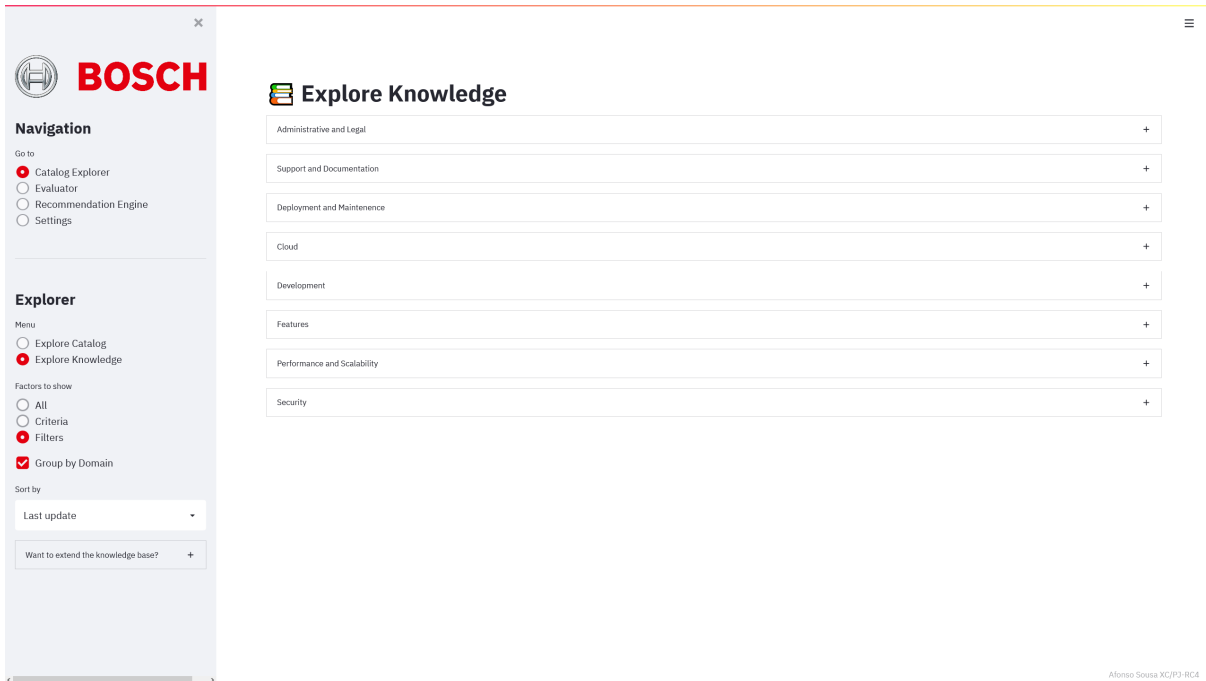 BOSCH
Navigation
Go to
Catalog Explorer
Evaluator
Recommendation Engine
Settings
Explorer
Menu
Explore Catalog
Explore Knowledge
Factors to show
All
Criteria
Filters
Group by Domain
Sort by
Last update
Want to extend the knowledge base? +
Explore Knowledge
Administrative and Legal +
Support and Documentation +
Deployment and Maintenence +
Cloud +
Development +
Features +
Performance and Scalability +
Security +
Afonso Sousa XC/PJ-RC4